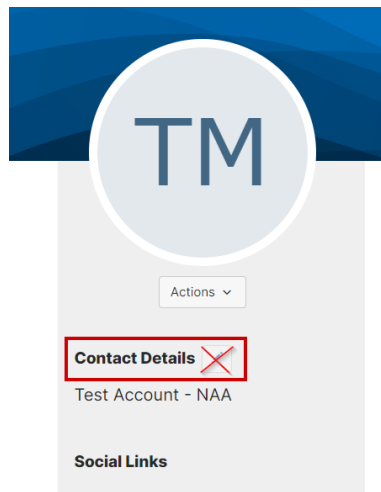 TM
Actions
Contact Details
Test Account - NAA
Social Links